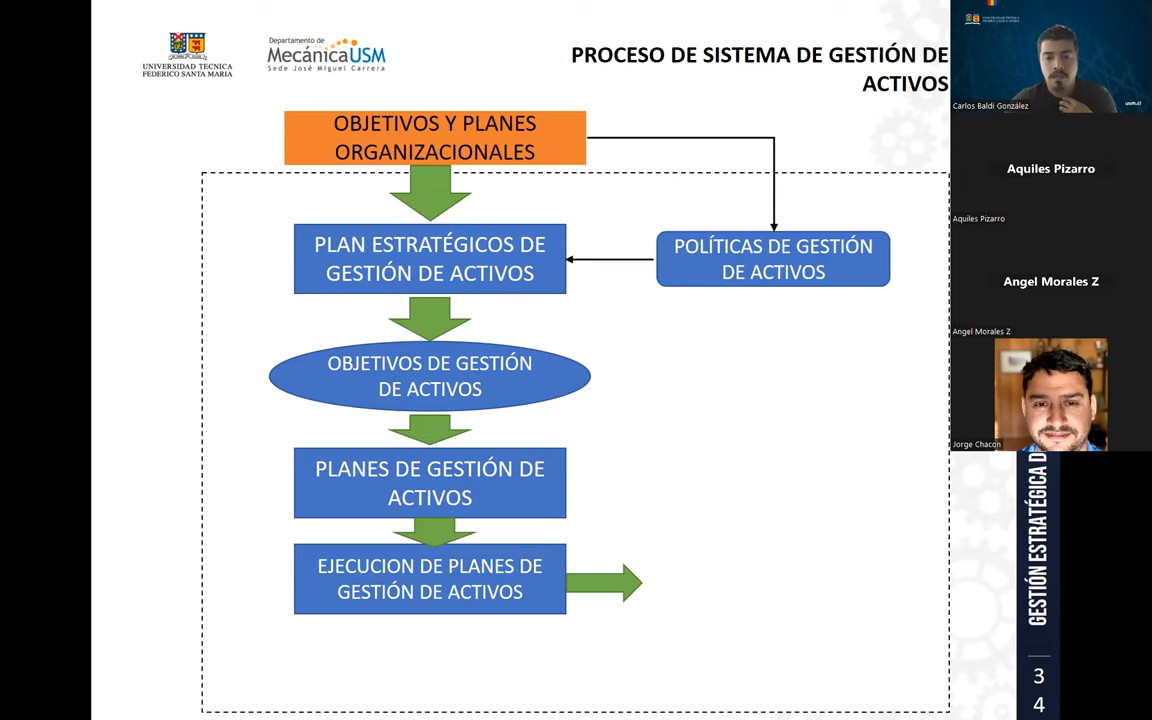 UNIVERSIDAD TECNICA
FEDERICO SANTA MARIA
Departamento de
MecánicaUSM
Sede José Miguel Carrera
PROCESO DE SISTEMA DE GESTIÓN DE
ACTIVOS
OBJETIVOS Y PLANES
ORGANIZACIONALES
PLAN ESTRATÉGICOS DE
GESTIÓN DE ACTIVOS
POLÍTICAS DE GESTIÓN
DE ACTIVOS
OBJETIVOS DE GESTIÓN
DE ACTIVOS
PLANES DE GESTIÓN DE
ACTIVOS
EJECUCION DE PLANES DE
GESTIÓN DE ACTIVOS
usm.cl
Carlos Baldi González
Aquiles Pizarro
Aquiles Pizarro
Angel Morales Z
Angel Morales Z
Jorge Chacon
GESTIÓN ESTRATÉGICA D
3
4